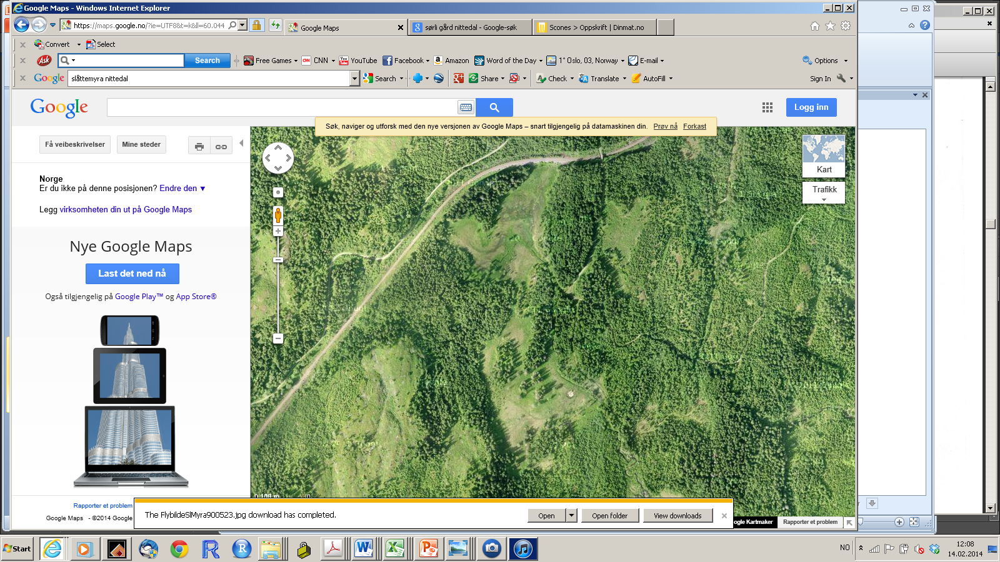 Google Maps - Windows Internet Explorer
https://maps.google.no/?ie=UTF8&t=k&ll=60.044
Google Maps
sørli gård nittedal - Google-søk
Scones > Oppskrift | Dinmat.no
Convert
Select
Ask
Search
Free Games
CNN
YouTube
Facebook
Amazon
Word of the Day
1° Oslo, 03, Norway
E-mail
Options
Google
slåttemyra nittedal
Search
Share
Check
Translate
AutoFill
Sign In
Google
Logg inn
Søk, naviger og utforsk med den nye versjonen av Google Maps – snart tilgjengelig på datamaskinen din. Prøv nå Forkast
Få veibeskrivelser
Mine steder
Kart
Trafikk
Norge
Er du ikke på denne posisjonen? Endre den ▼
Legg virksomheten din ut på Google Maps
Nye Google Maps
Last det ned nå
Også tilgjengelig på Google Play™ og App Store®
100 m
Rapporter et problem
Google Maps - ©2014 Google
The FlybildeSlMyra900523.jpg download has completed.
Open
Open folder
View downloads
ogle Kartmaker
Rapporter et problem
Start
NO
12:08
14.02.2014